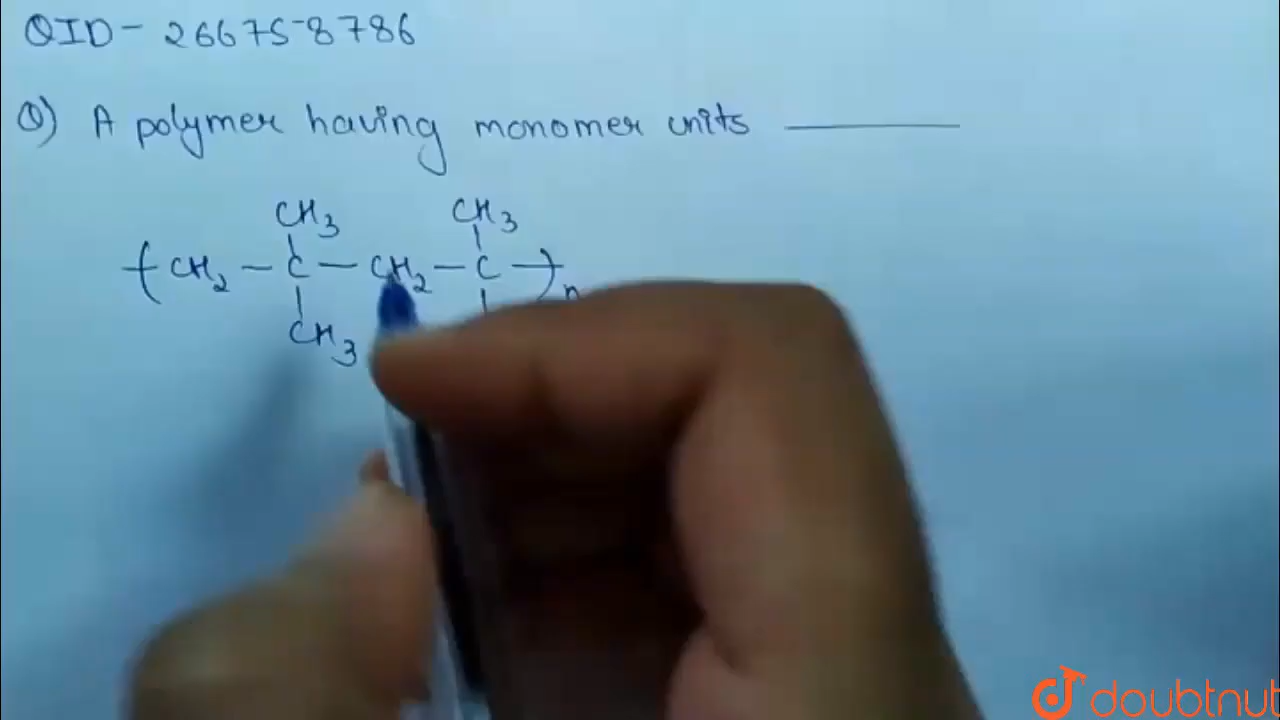 QID- 26675-8786
Q) A polymer having monomer units ______
CH3 CH3
-(CH2-C-CH2-C-)n
CH3
doubtnut